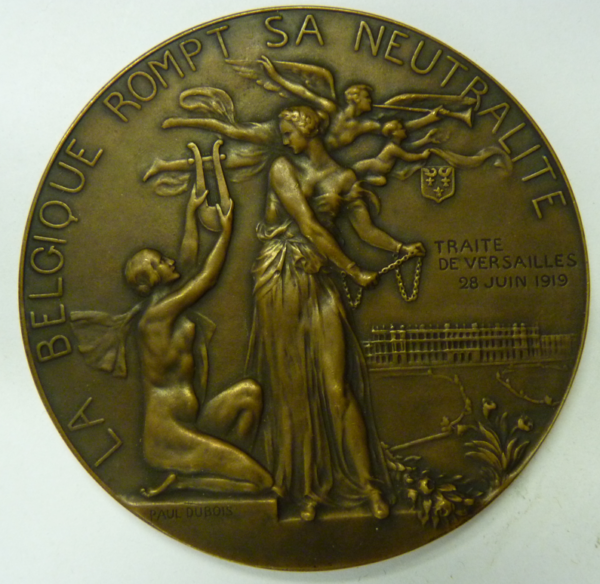 LA BELGIQUE ROMPT SA NEUTRALITE
TRAITE
DE VERSAILLES
28 JUIN 1919
PAUL DUBOIS